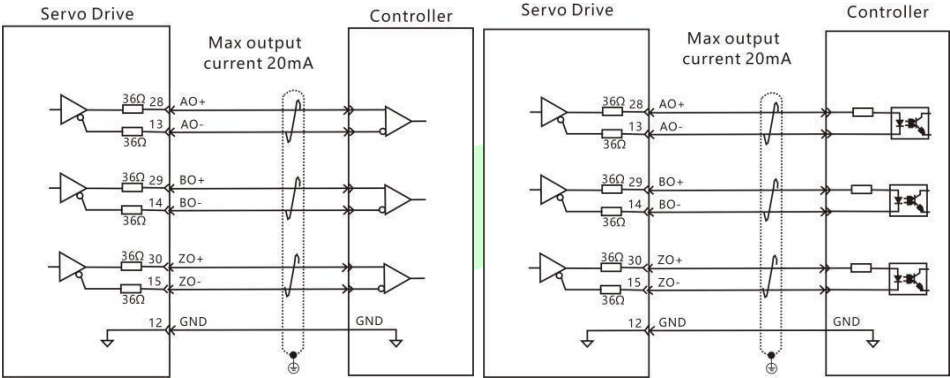 Servo Drive
Controller
Max output
current 20mA
36Ω 28 AO+
13 AO-
36Ω
36Ω 29 BO+
14 BO-
36Ω
36Ω 30 ZO+
15 ZO-
36Ω
12 GND
GND
Servo Drive
Controller
Max output
current 20mA
36Ω 28 AO+
13 AO-
36Ω
36Ω 29 BO+
14 BO-
36Ω
36Ω 30 ZO+
15 ZO-
36Ω
12 GND
GND